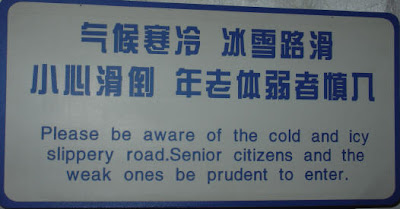 气候寒冷 冰雪路滑
小心滑倒 年老体弱者慎入
Please be aware of the cold and icy
slippery road.Senior citizens and the
weak ones be prudent to enter.